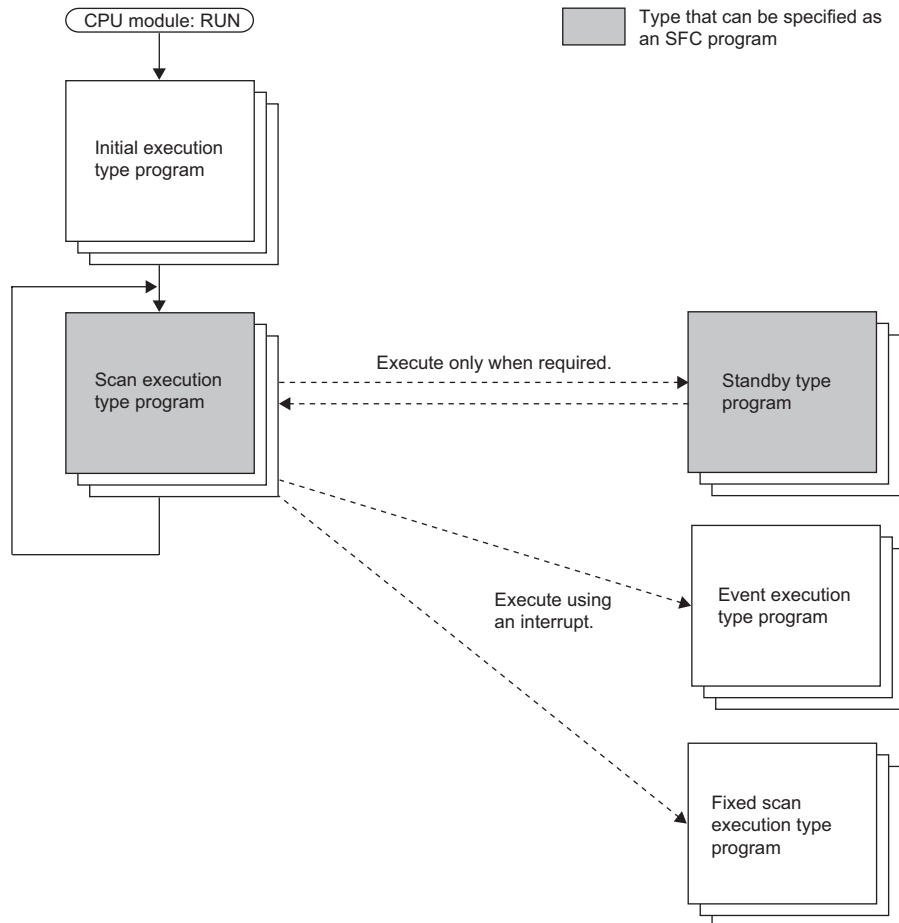 CPU module: RUN
Type that can be specified as
an SFC program
Initial execution
type program
Scan execution
type program
Execute only when required.
Standby type
program
Event execution
type program
Execute using
an interrupt.
Fixed scan
execution type
program